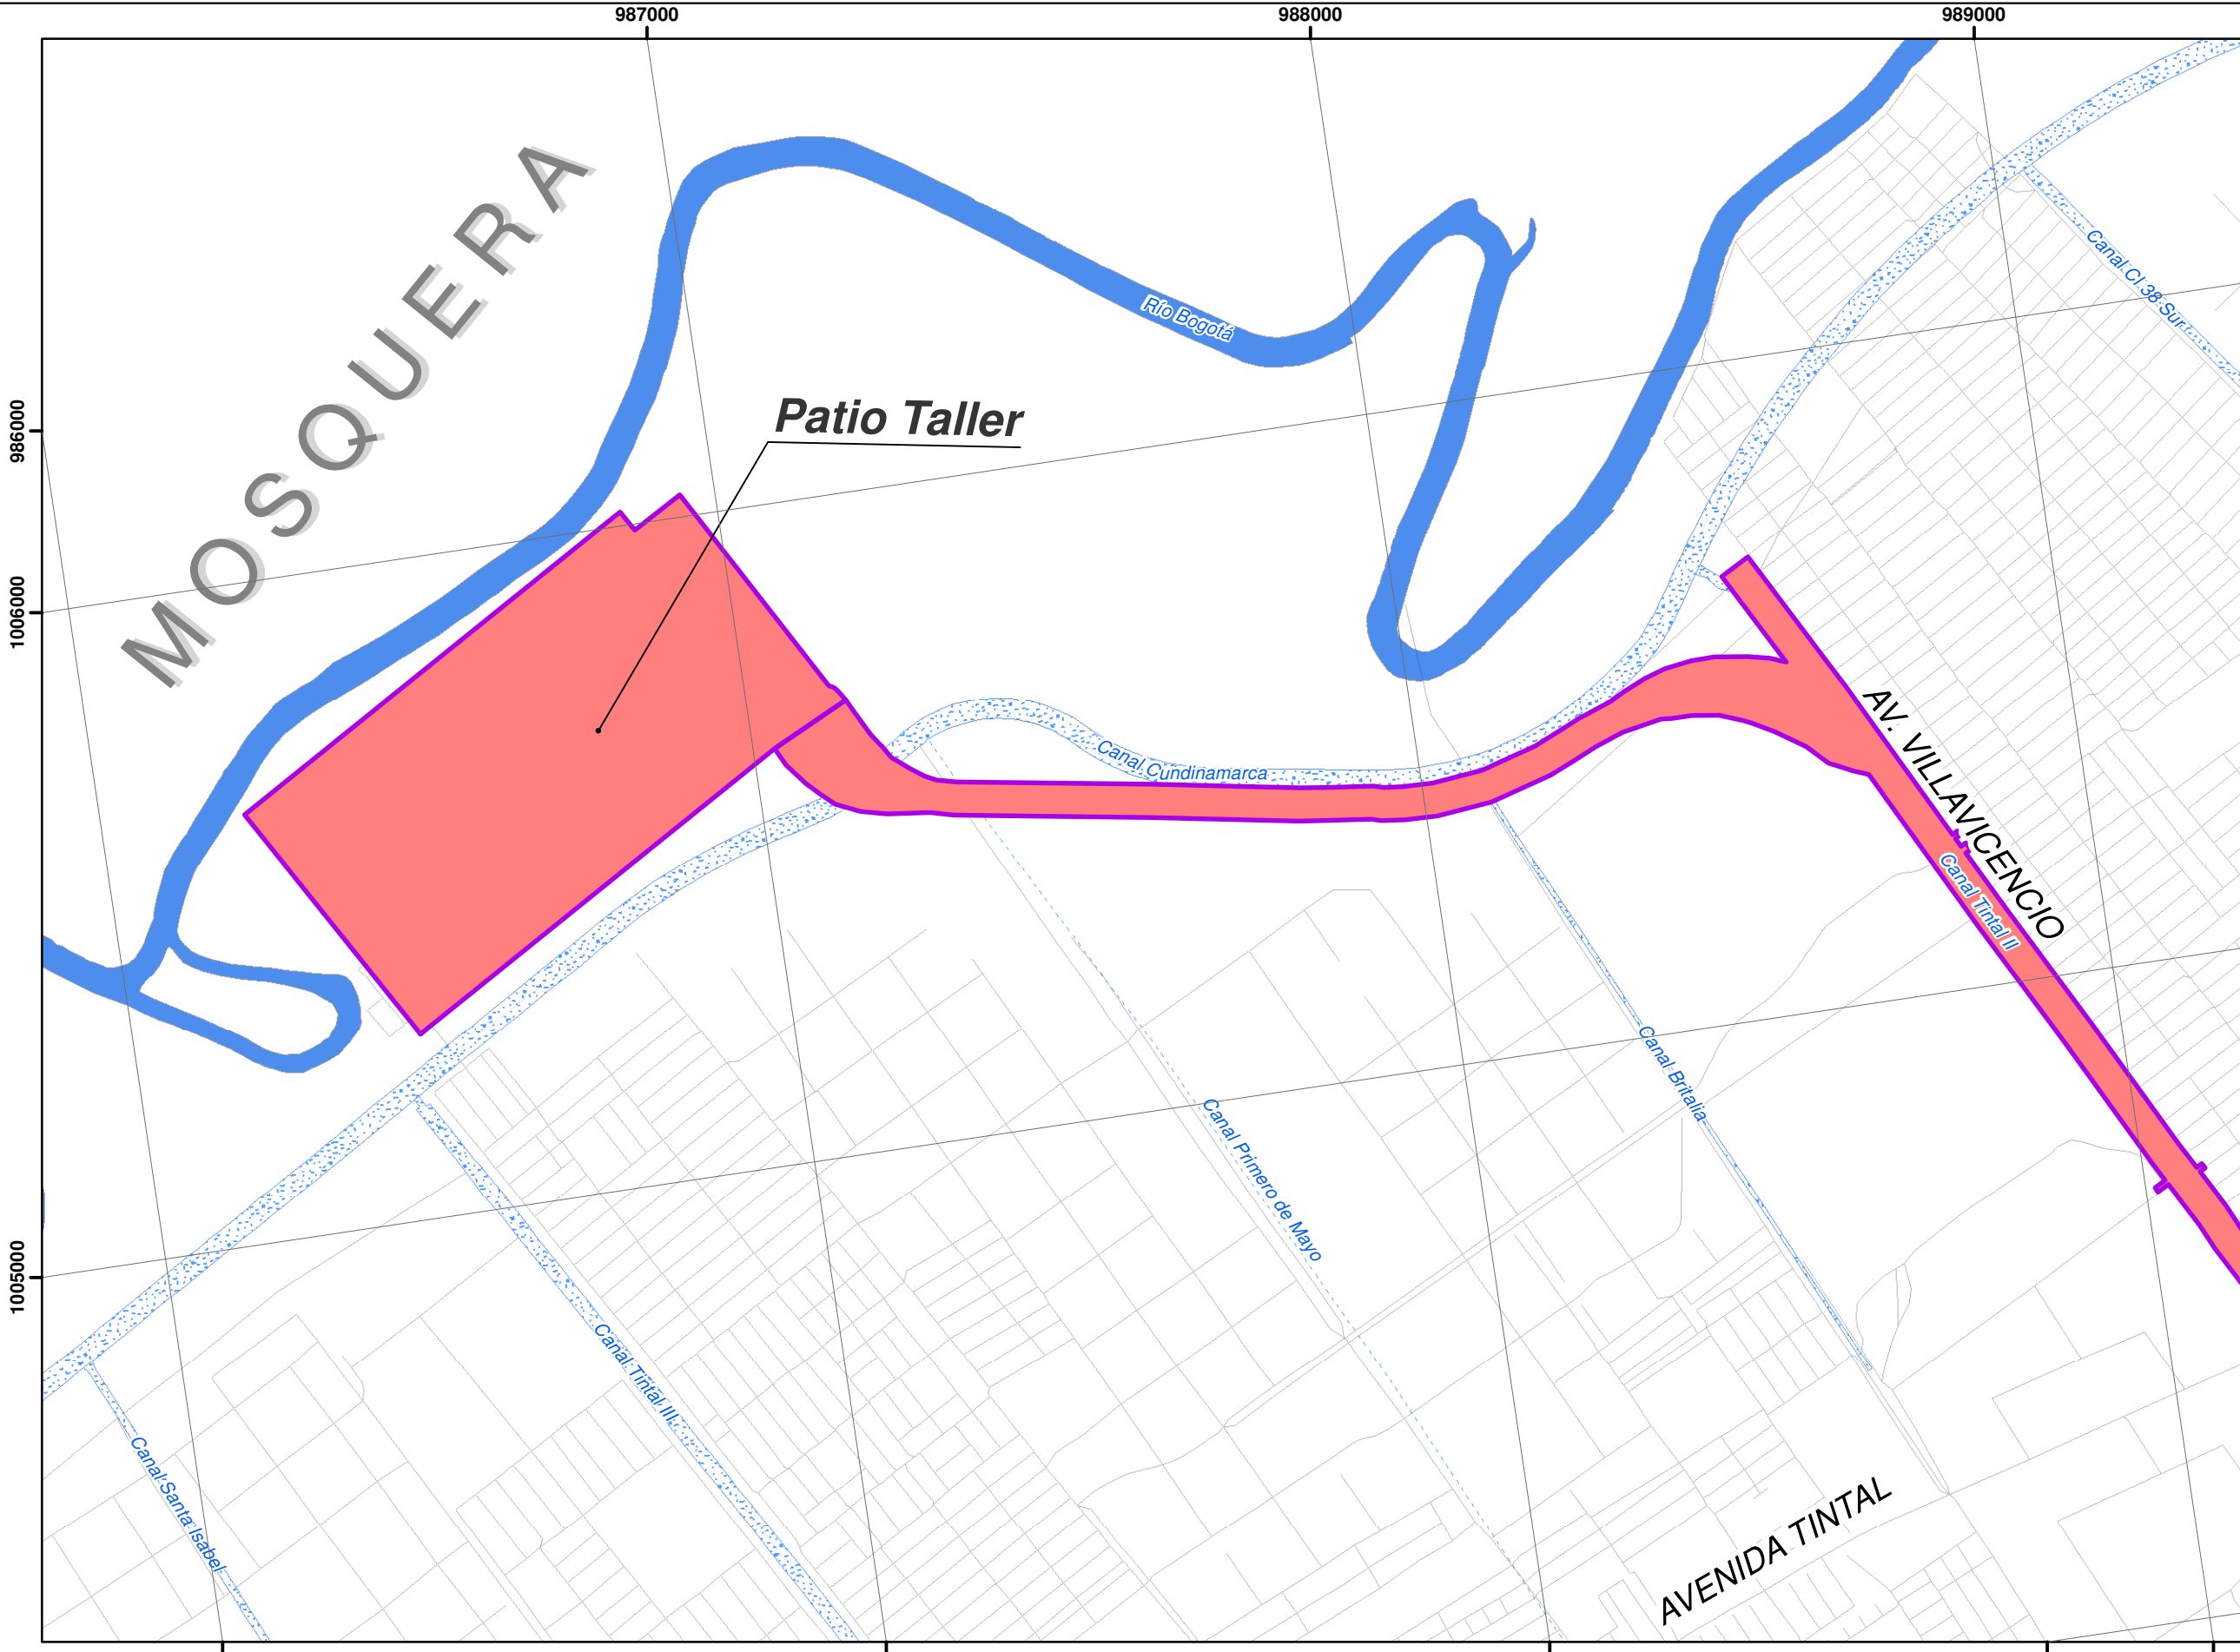 987000
988000
989000
986000
1006000
1005000
MOSQUERA
Río Bogotá
Patio Taller
Canal Cl 38 Sur
Canal Cundinamarca
AV. VILLAVICENCIO
Canal Tintal II
Canal Britalia
Canal Primero de Mayo
Canal Tintal III
Canal Santa Isabel
AVENIDA TINTAL